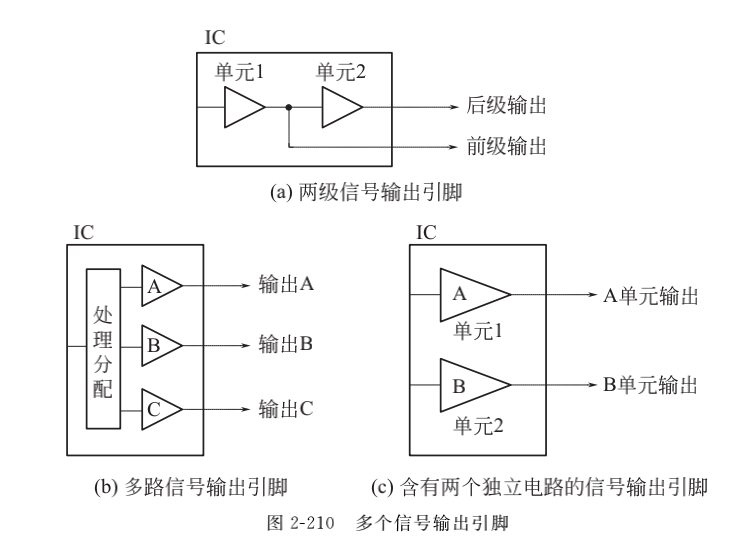 IC
单元1
单元2
后级输出
前级输出
(a) 两级信号输出引脚
IC
处理分配
A
输出A
B
输出B
C
输出C
(b) 多路信号输出引脚
IC
A
单元1
A单元输出
B
单元2
B单元输出
(c) 含有两个独立电路的信号输出引脚
图 2-210 多个信号输出引脚